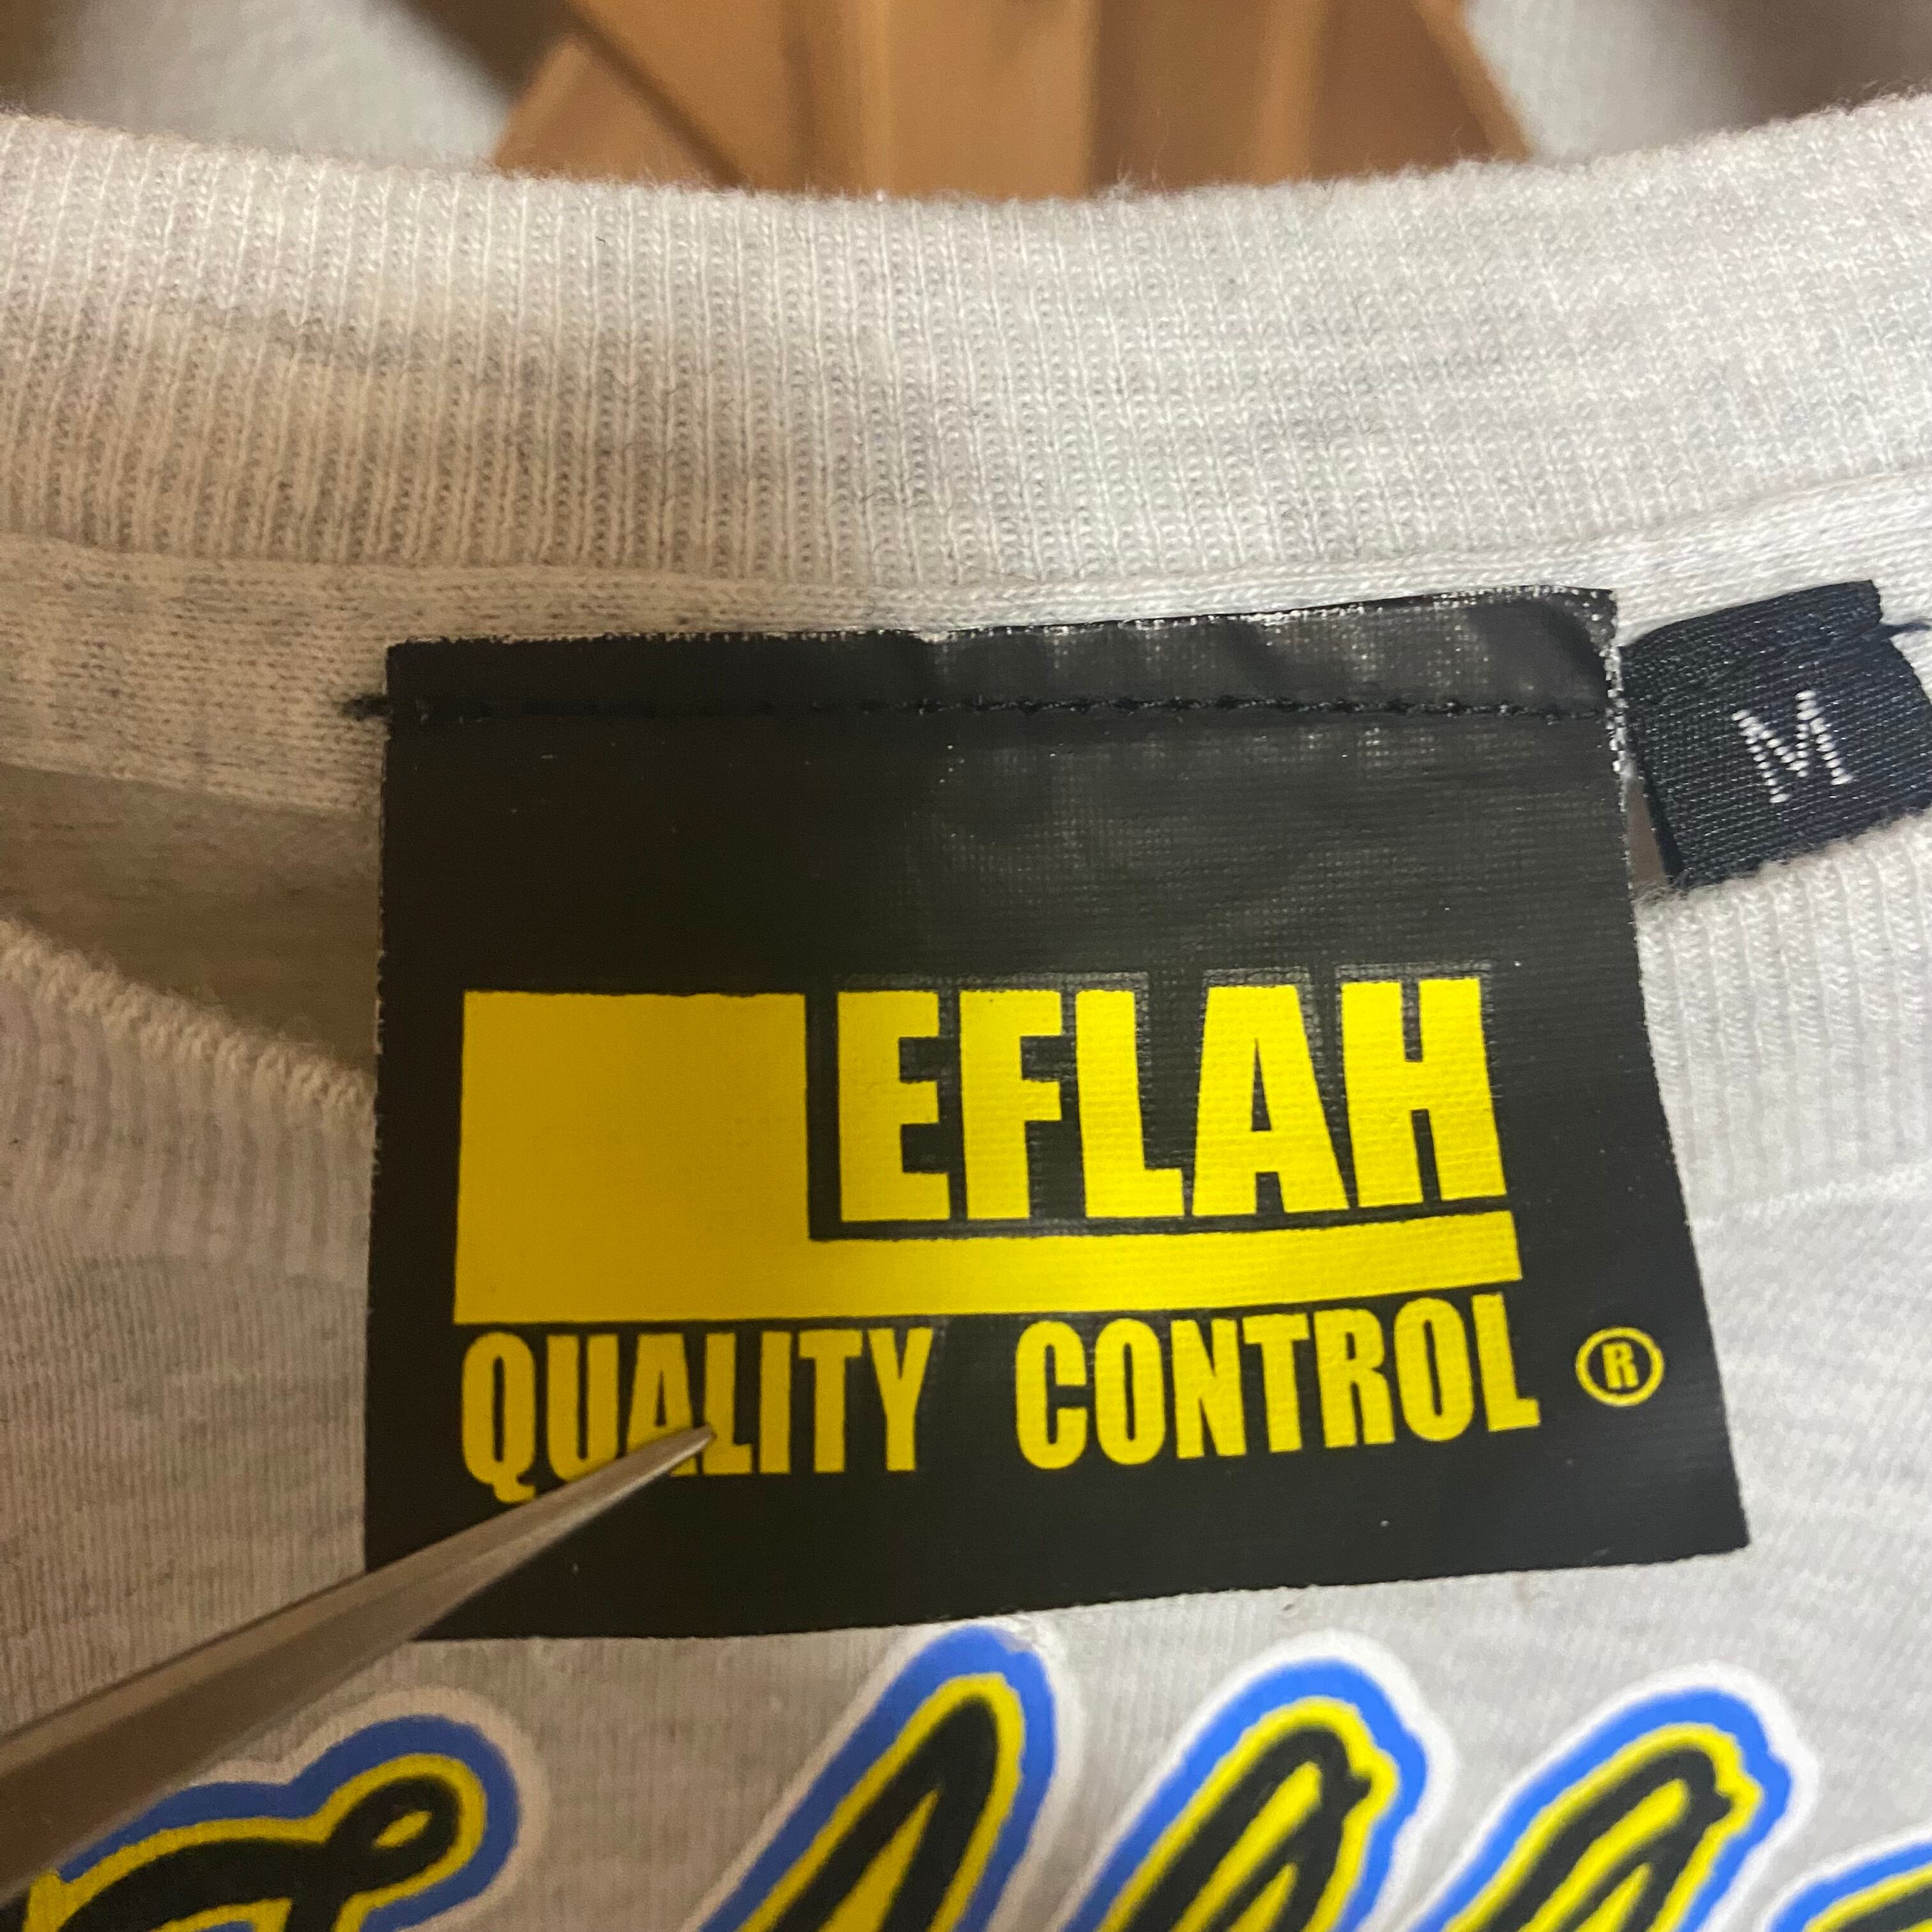 M
EFLAH
QUALITY CONTROL ®